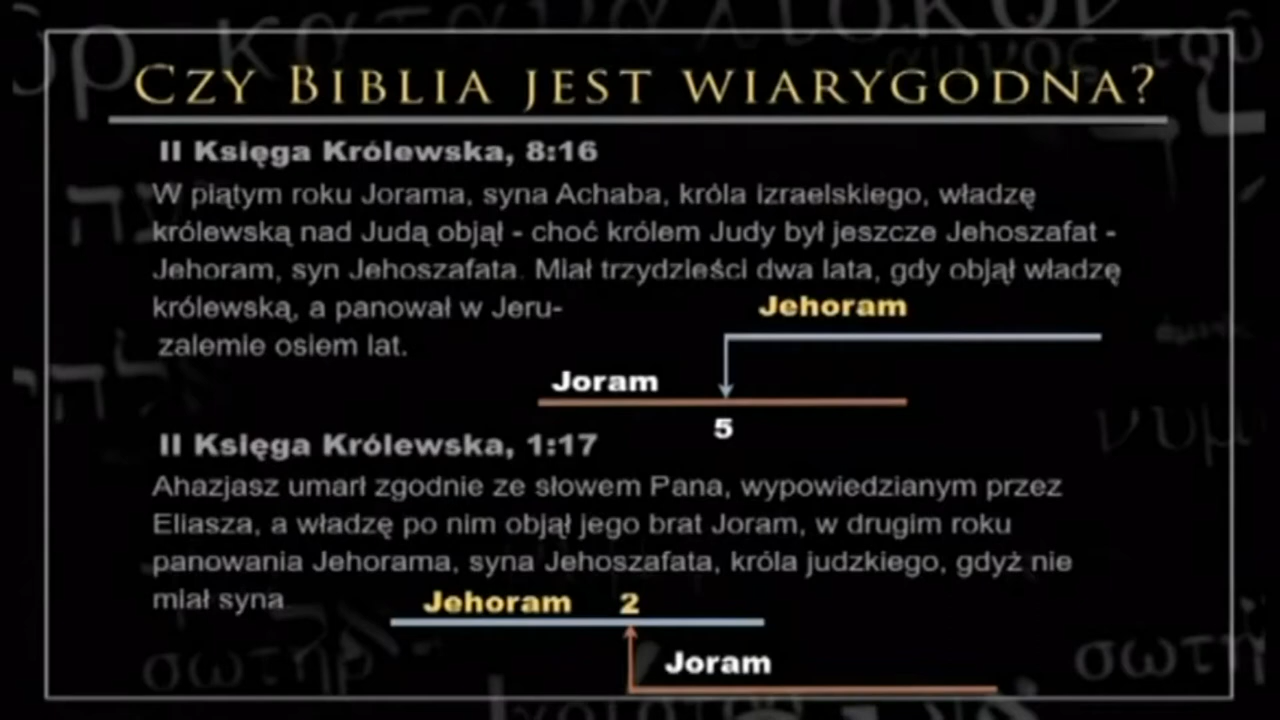 Czy Biblia jest wiarygodna?
II Księga Królewska, 8:16
W piątym roku Jorama, syna Achaba, króla izraelskiego, władzę
królewską nad Judą objął - choć królem Judy był jeszcze Jehoszafat -
Jehoram, syn Jehoszafata. Miał trzydzieści dwa lata, gdy objął władzę
królewską, a panował w Jeru-
zalemie osiem lat.
Jehoram
Joram
5
II Księga Królewska, 1:17
Ahazjasz umarł zgodnie ze słowem Pana, wypowiedzianym przez
Eliasza, a władzę po nim objął jego brat Joram, w drugim roku
panowania Jehorama, syna Jehoszafata, króla judzkiego, gdyż nie
miał syna
Jehoram 2
Joram
σωτήρ